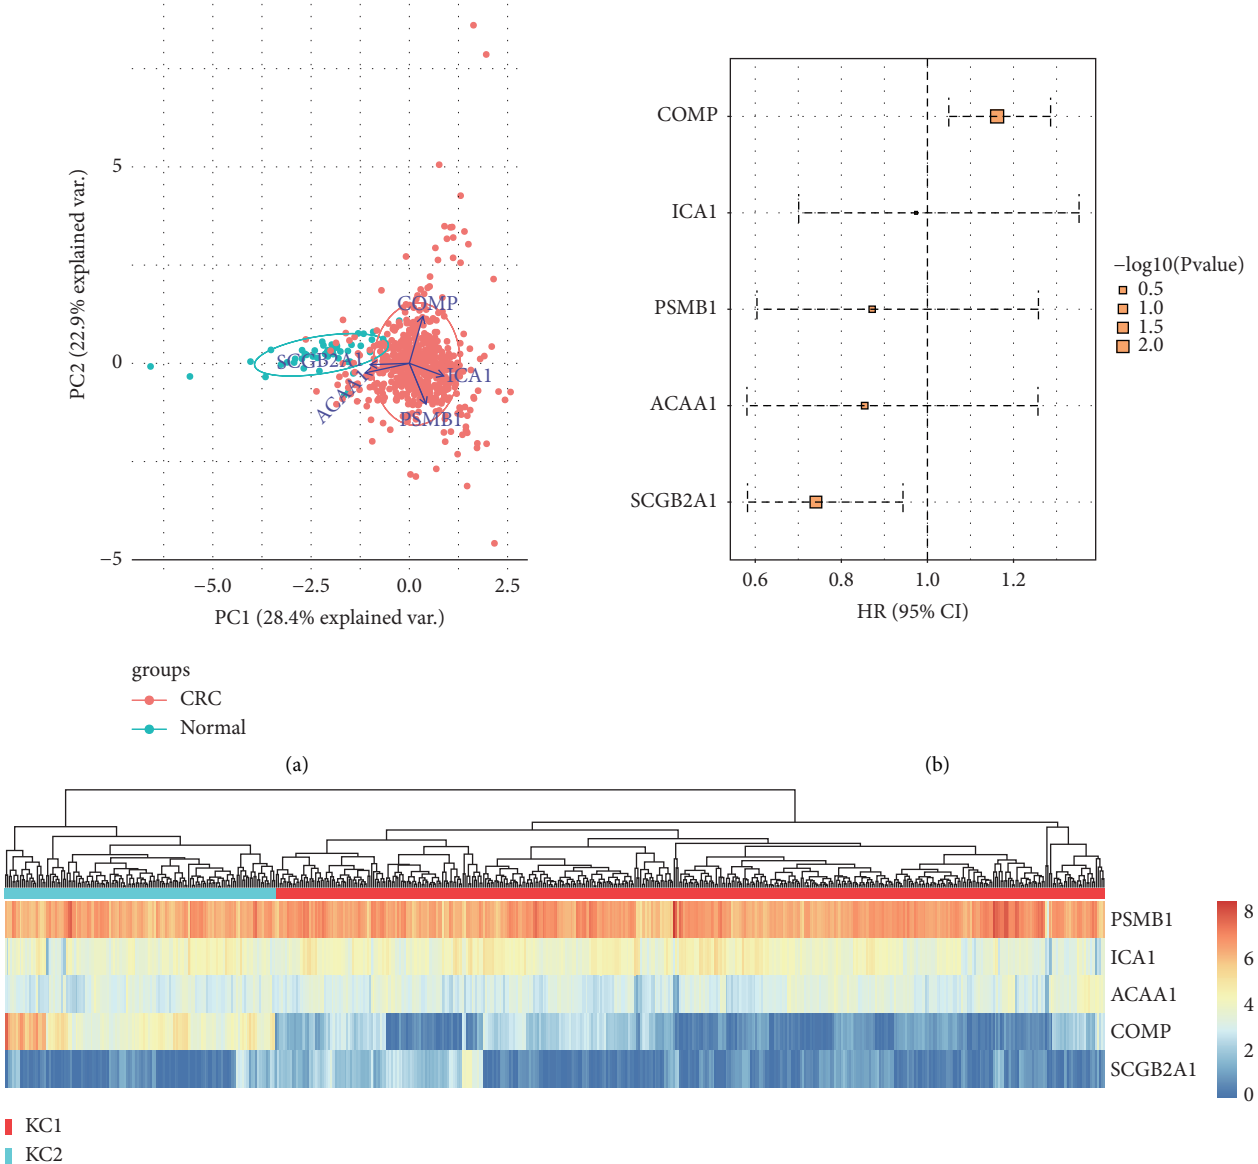 PC2 (22.9% explained var.)
5
0
−5
COMP
SCGB2A1
ACAA1
ICA1
PSMB1
−5.0 −2.5 0.0 2.5
PC1 (28.4% explained var.)
groups
CRC
Normal
(a)
COMP
ICA1
PSMB1
ACAA1
SCGB2A1
0.6 0.8 1.0 1.2
HR (95% CI)
−log10(Pvalue)
0.5
1.0
1.5
2.0
(b)
PSMB1
ICA1
ACAA1
COMP
SCGB2A1
8
6
4
2
0
KC1
KC2